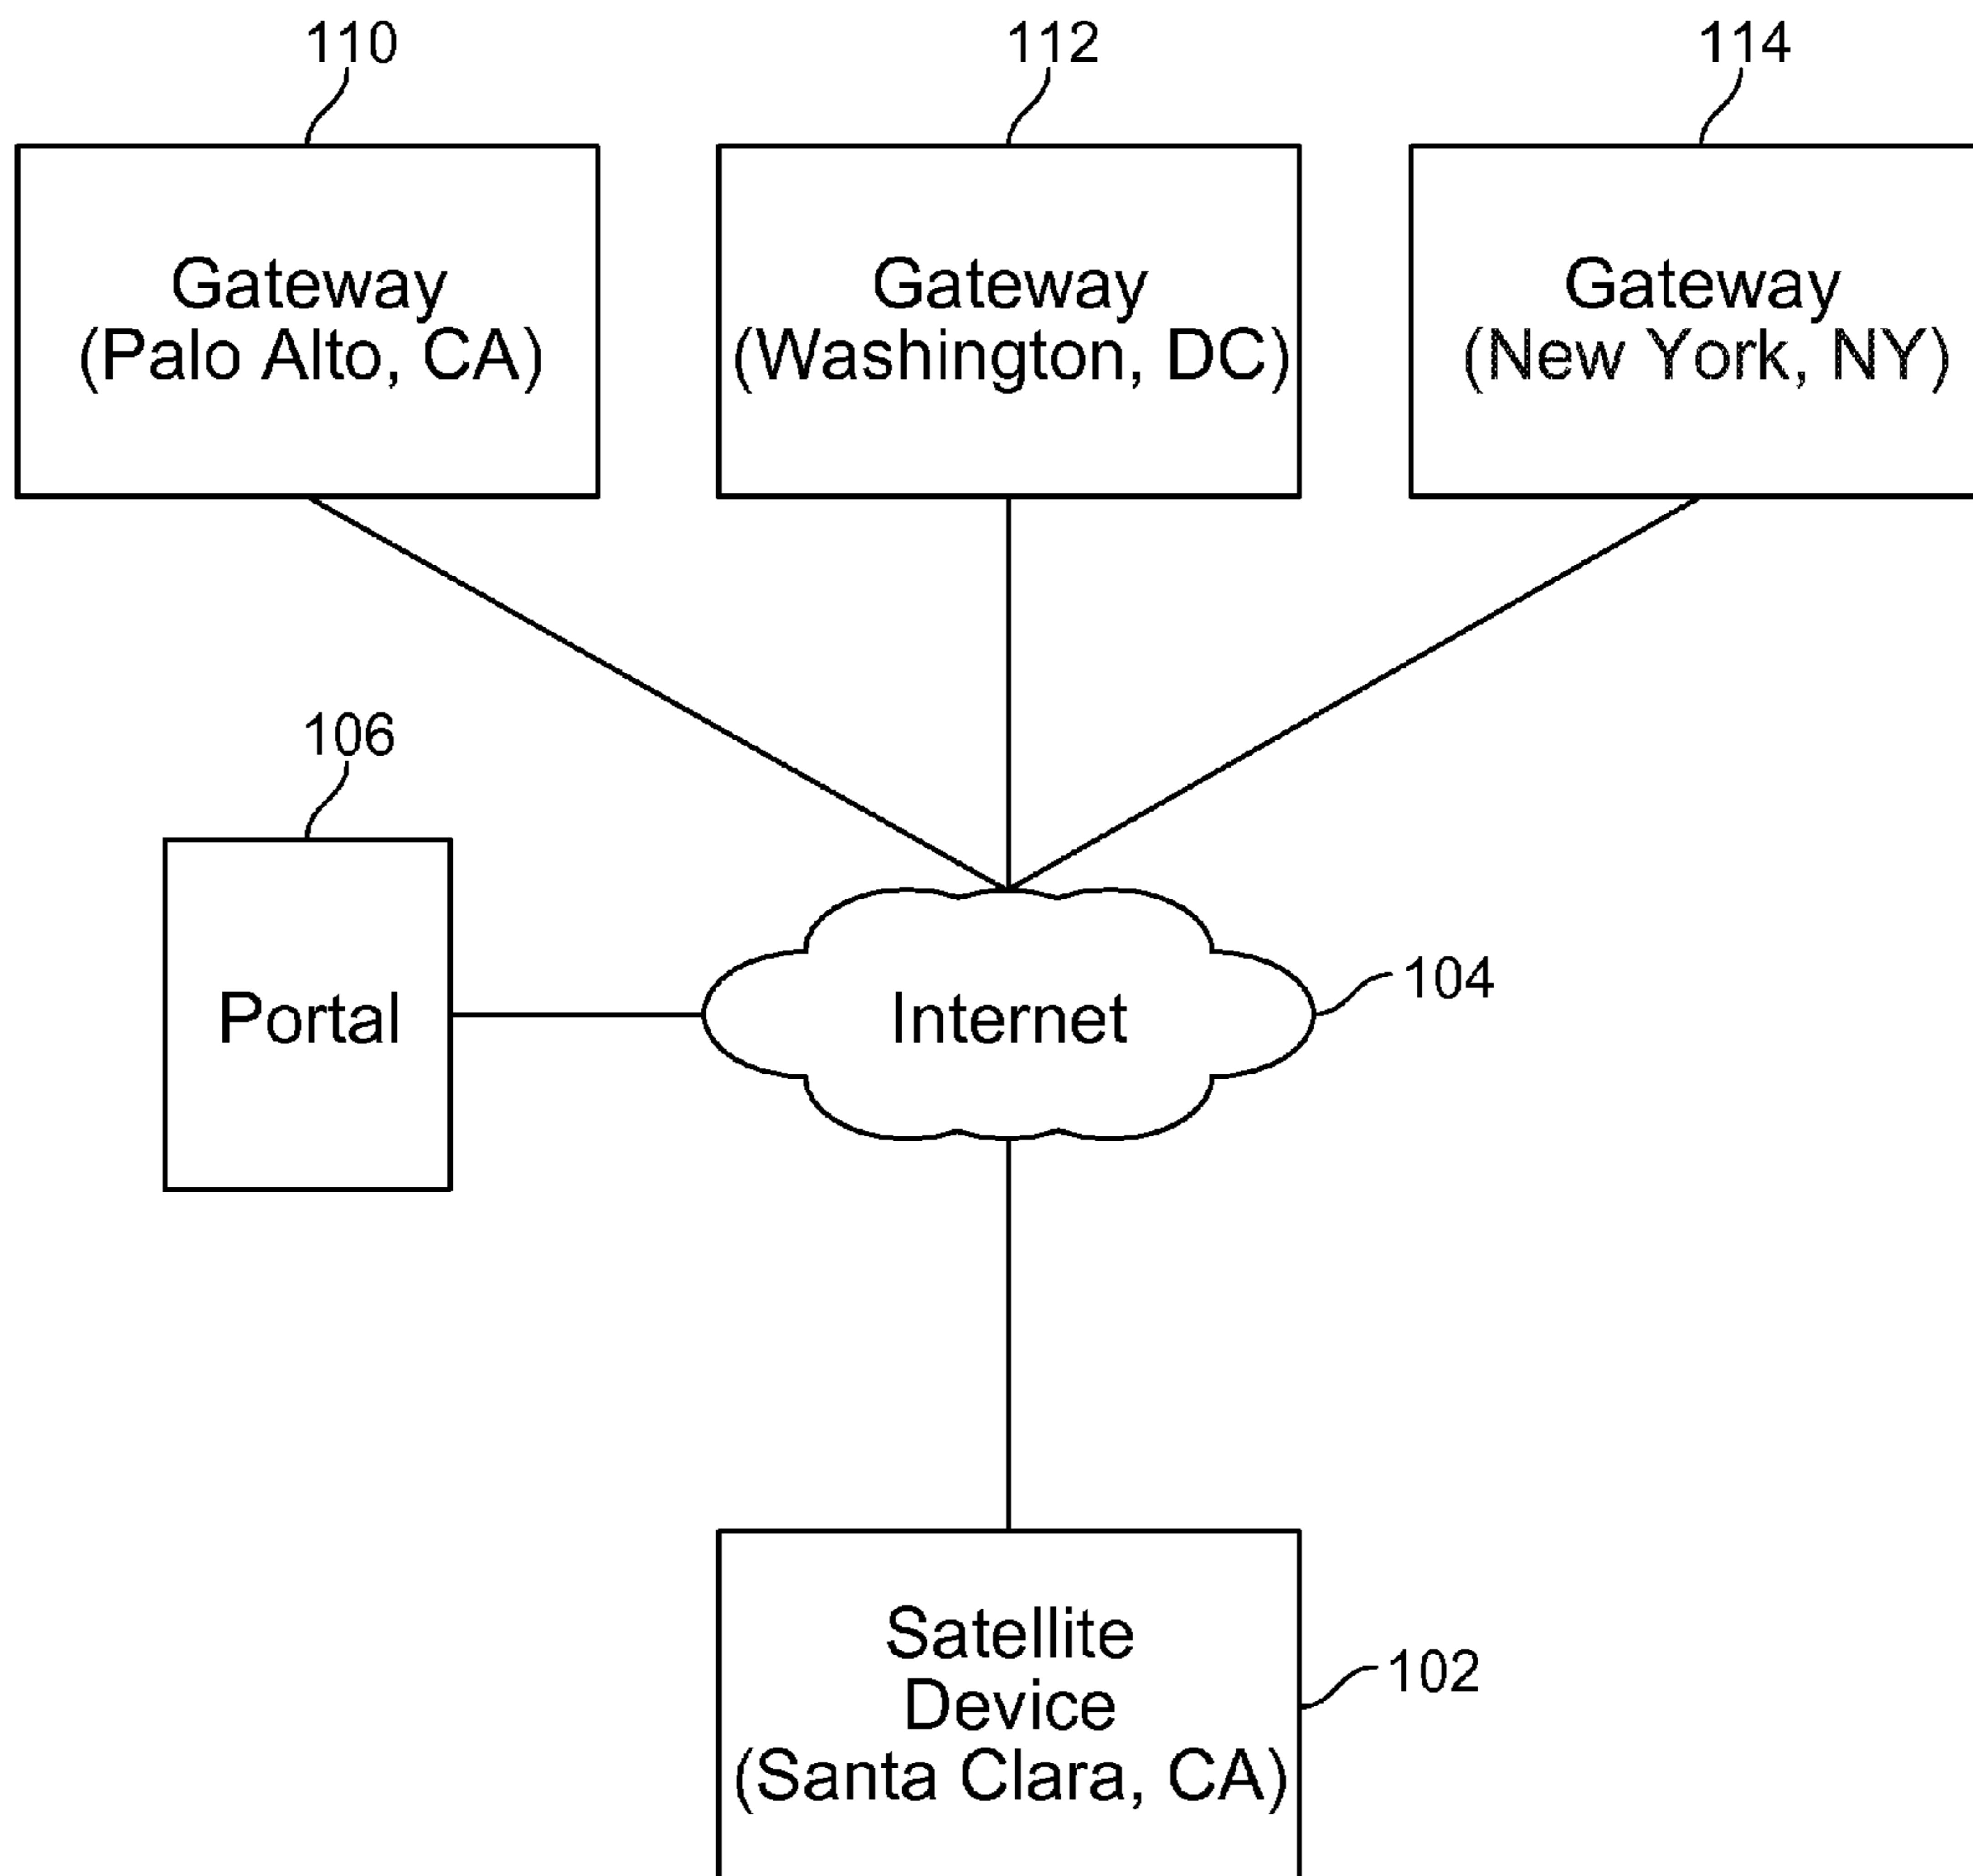 110
112
114
Gateway
(Palo Alto, CA)
Gateway
(Washington, DC)
Gateway
(New York, NY)
106
Portal
Internet
104
Satellite
Device
(Santa Clara, CA)
102